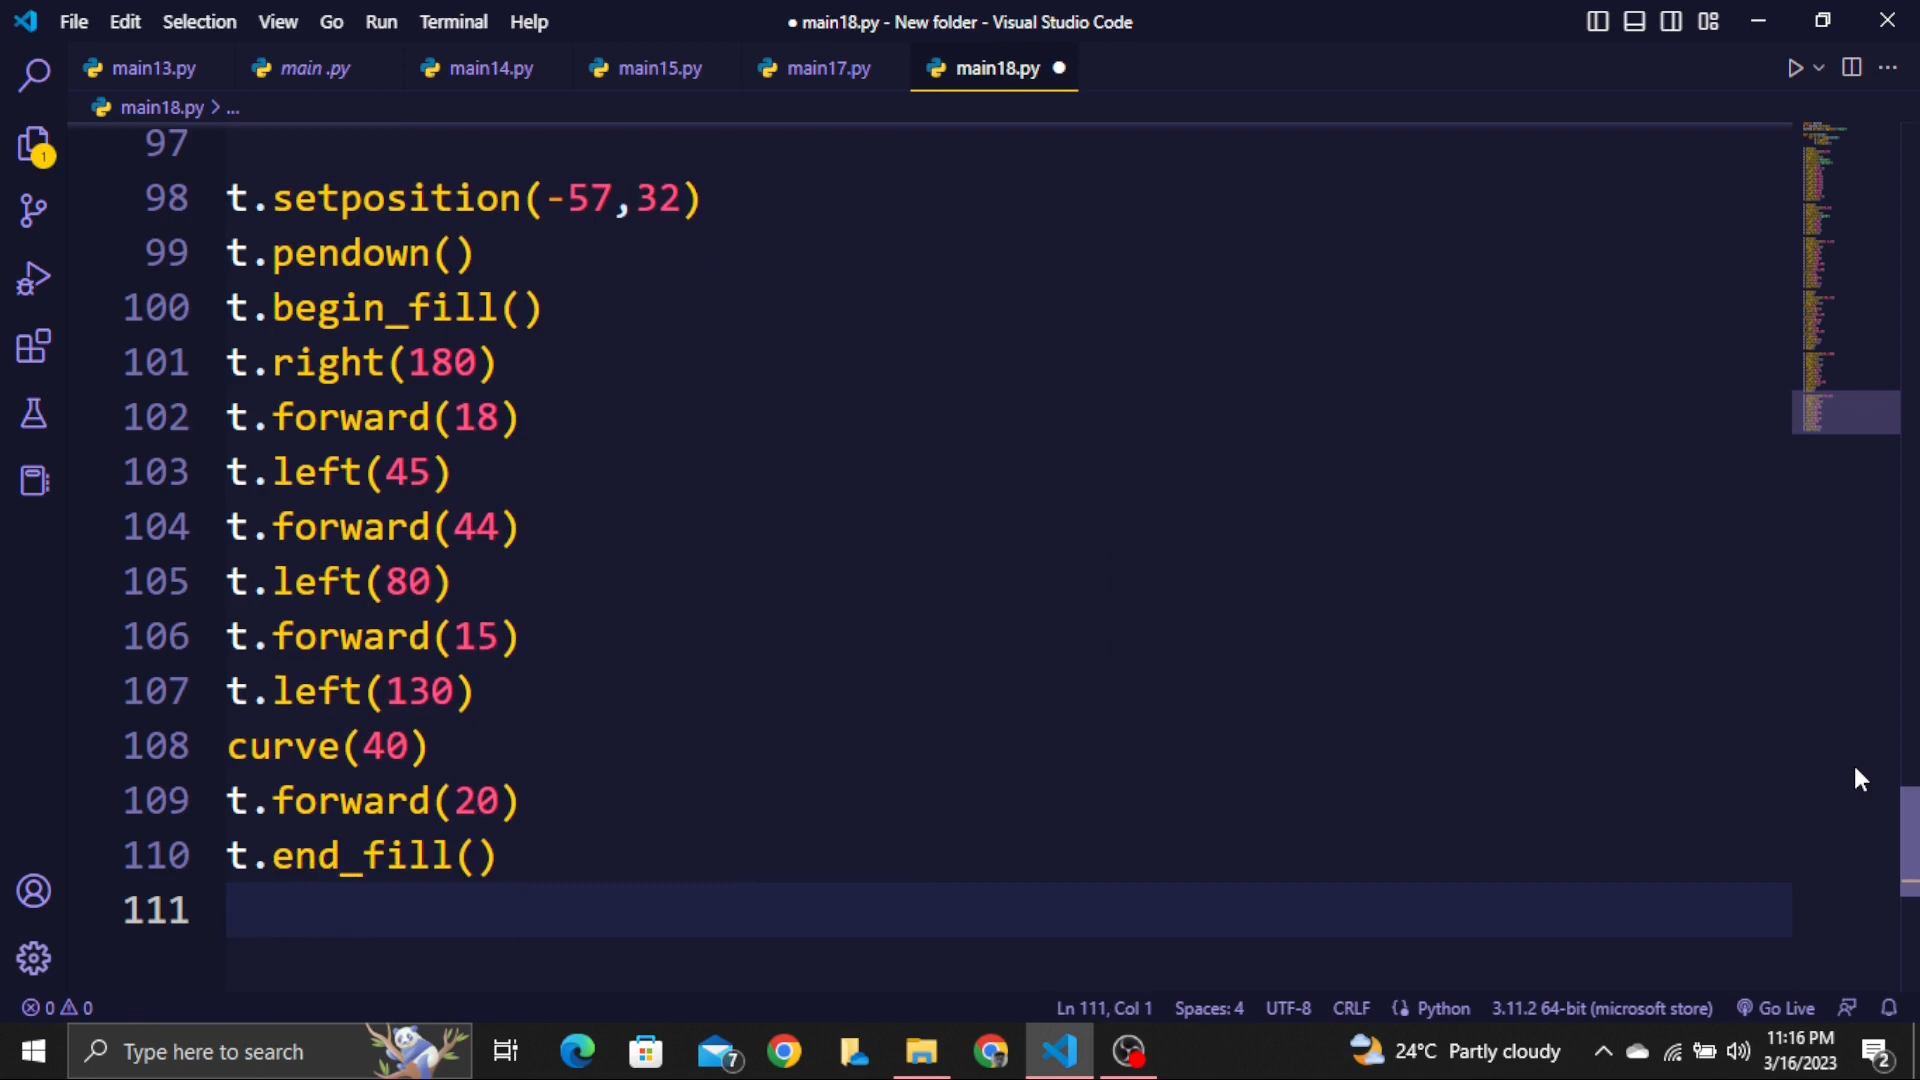 File Edit Selection View Go Run Terminal Help
● main18.py - New folder - Visual Studio Code
main13.py main .py main14.py main15.py main17.py main18.py ●
main18.py > ...
1
97
98 t.setposition(-57,32)
99 t.pendown()
100 t.begin_fill()
101 t.right(180)
102 t.forward(18)
103 t.left(45)
104 t.forward(44)
105 t.left(80)
106 t.forward(15)
107 t.left(130)
108 curve(40)
109 t.forward(20)
110 t.end_fill()
111
0 0 Ln 111, Col 1 Spaces: 4 UTF-8 CRLF Python 3.11.2 64-bit (microsoft store) Go Live
Type here to search 7 24°C Partly cloudy 11:16 PM
3/16/2023 2